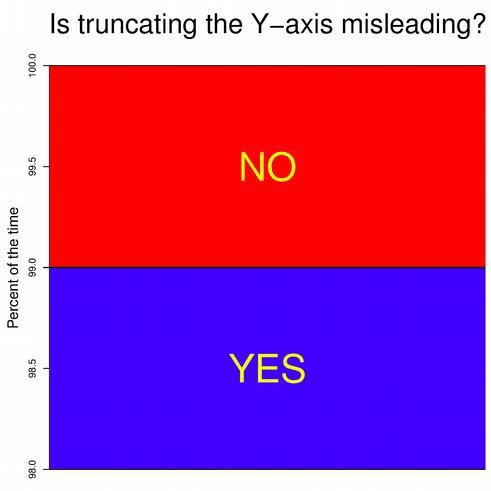 Is truncating the Y−axis misleading?
100.0
NO
99.5
Percent of the time
99.0
YES
98.5
98.0